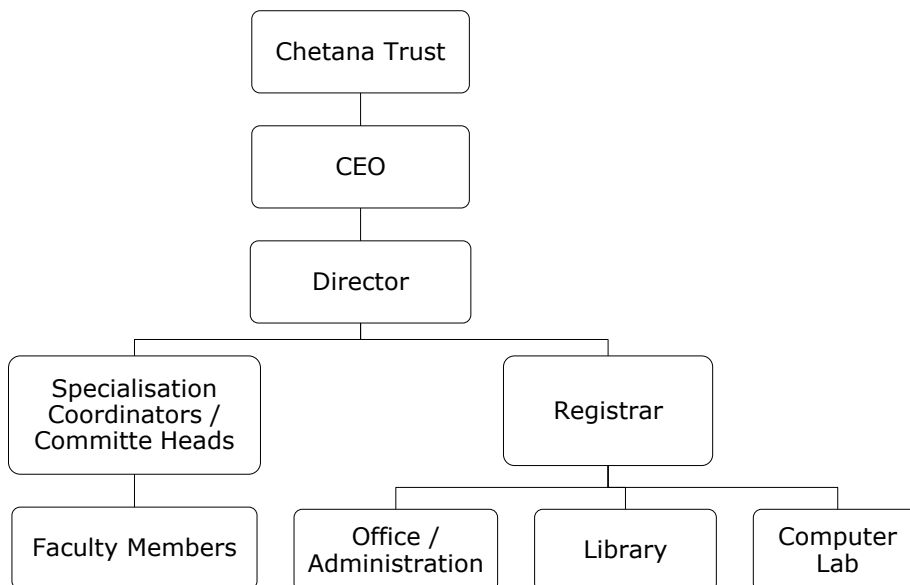 Chetana Trust
CEO
Director
Specialisation
Coordinators /
Committe Heads
Registrar
Faculty Members
Office /
Administration
Library
Computer
Lab